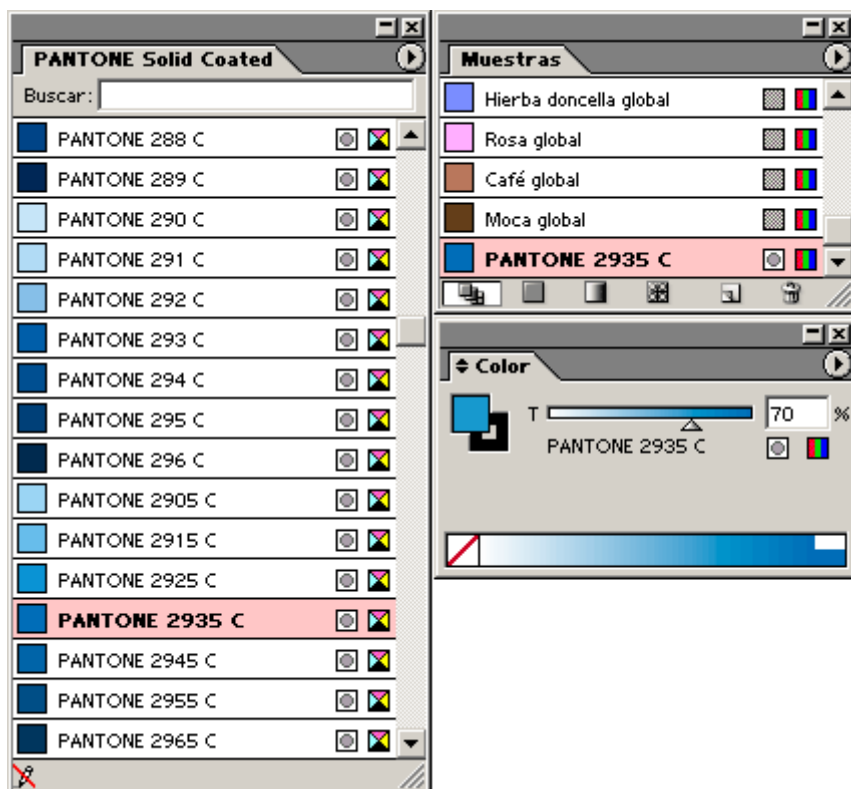 PANTONE Solid Coated
Buscar:
PANTONE 288 C
PANTONE 289 C
PANTONE 290 C
PANTONE 291 C
PANTONE 292 C
PANTONE 293 C
PANTONE 294 C
PANTONE 295 C
PANTONE 296 C
PANTONE 2905 C
PANTONE 2915 C
PANTONE 2925 C
PANTONE 2935 C
PANTONE 2945 C
PANTONE 2955 C
PANTONE 2965 C
Muestras
Hierba doncella global
Rosa global
Café global
Moca global
PANTONE 2935 C
Color
T 70 %
PANTONE 2935 C